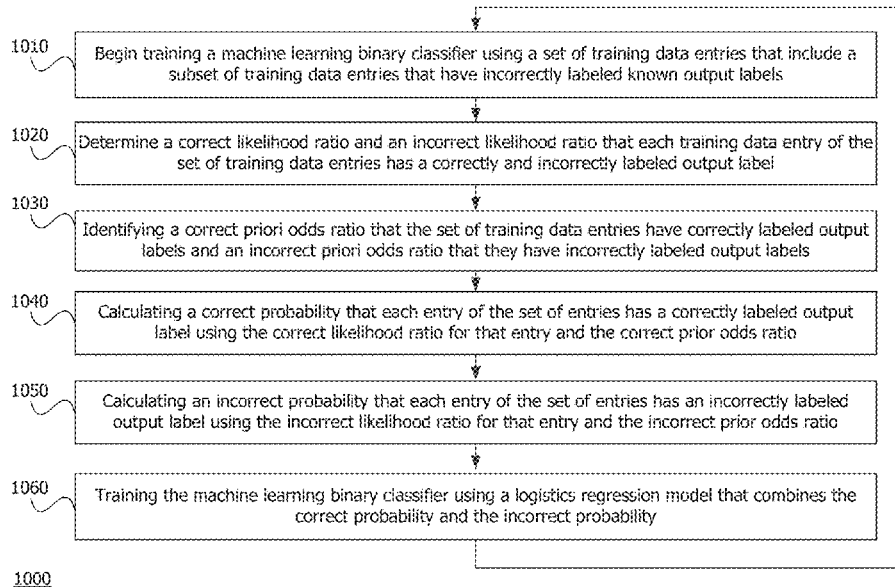 1010
Begin training a machine learning binary classifier using a set of training data entries that include a
subset of training data entries that have incorrectly labeled known output labels
1020
Determine a correct likelihood ratio and an incorrect likelihood ratio that each training data entry of the
set of training data entries has a correctly and incorrectly labeled output label
1030
Identifying a correct priori odds ratio that the set of training data entries have correctly labeled output
labels and an incorrect priori odds ratio that they have incorrectly labeled output labels
1040
Calculating a correct probability that each entry of the set of entries has a correctly labeled output
label using the correct likelihood ratio for that entry and the correct prior odds ratio
1050
Calculating an incorrect probability that each entry of the set of entries has an incorrectly labeled
output label using the incorrect likelihood ratio for that entry and the incorrect prior odds ratio
1060
Training the machine learning binary classifier using a logistics regression model that combines the
correct probability and the incorrect probability
1000